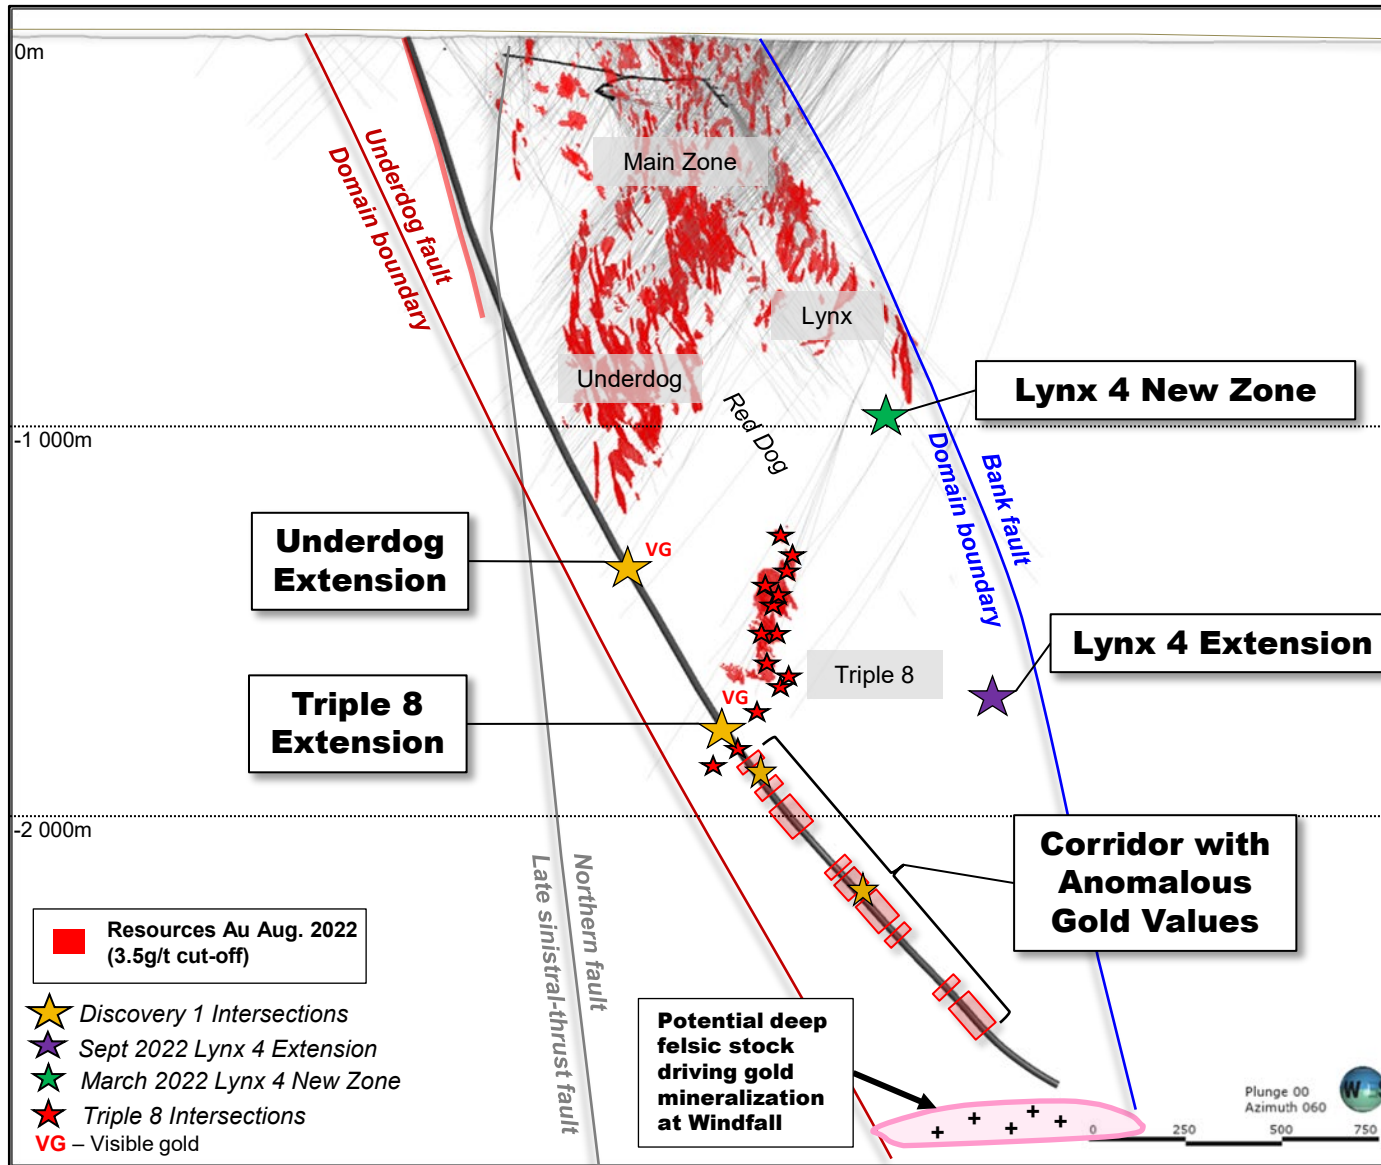 0m
Underdog fault
Domain boundary
Main Zone
Lynx
Underdog
Red Dog
Lynx 4 New Zone
-1 000m
Bank fault
Domain boundary
Underdog
Extension
VG
Lynx 4 Extension
Triple 8
Triple 8
Extension
VG
-2 000m
Corridor with
Anomalous
Gold Values
Northern fault
Late sinistral-thrust fault
Resources Au Aug. 2022
(3.5g/t cut-off)
Discovery 1 Intersections
Sept 2022 Lynx 4 Extension
March 2022 Lynx 4 New Zone
Triple 8 Intersections
VG – Visible gold
Potential deep
felsic stock
driving gold
mineralization
at Windfall
Plunge 00
Azimuth 060
W
0 250 500 750